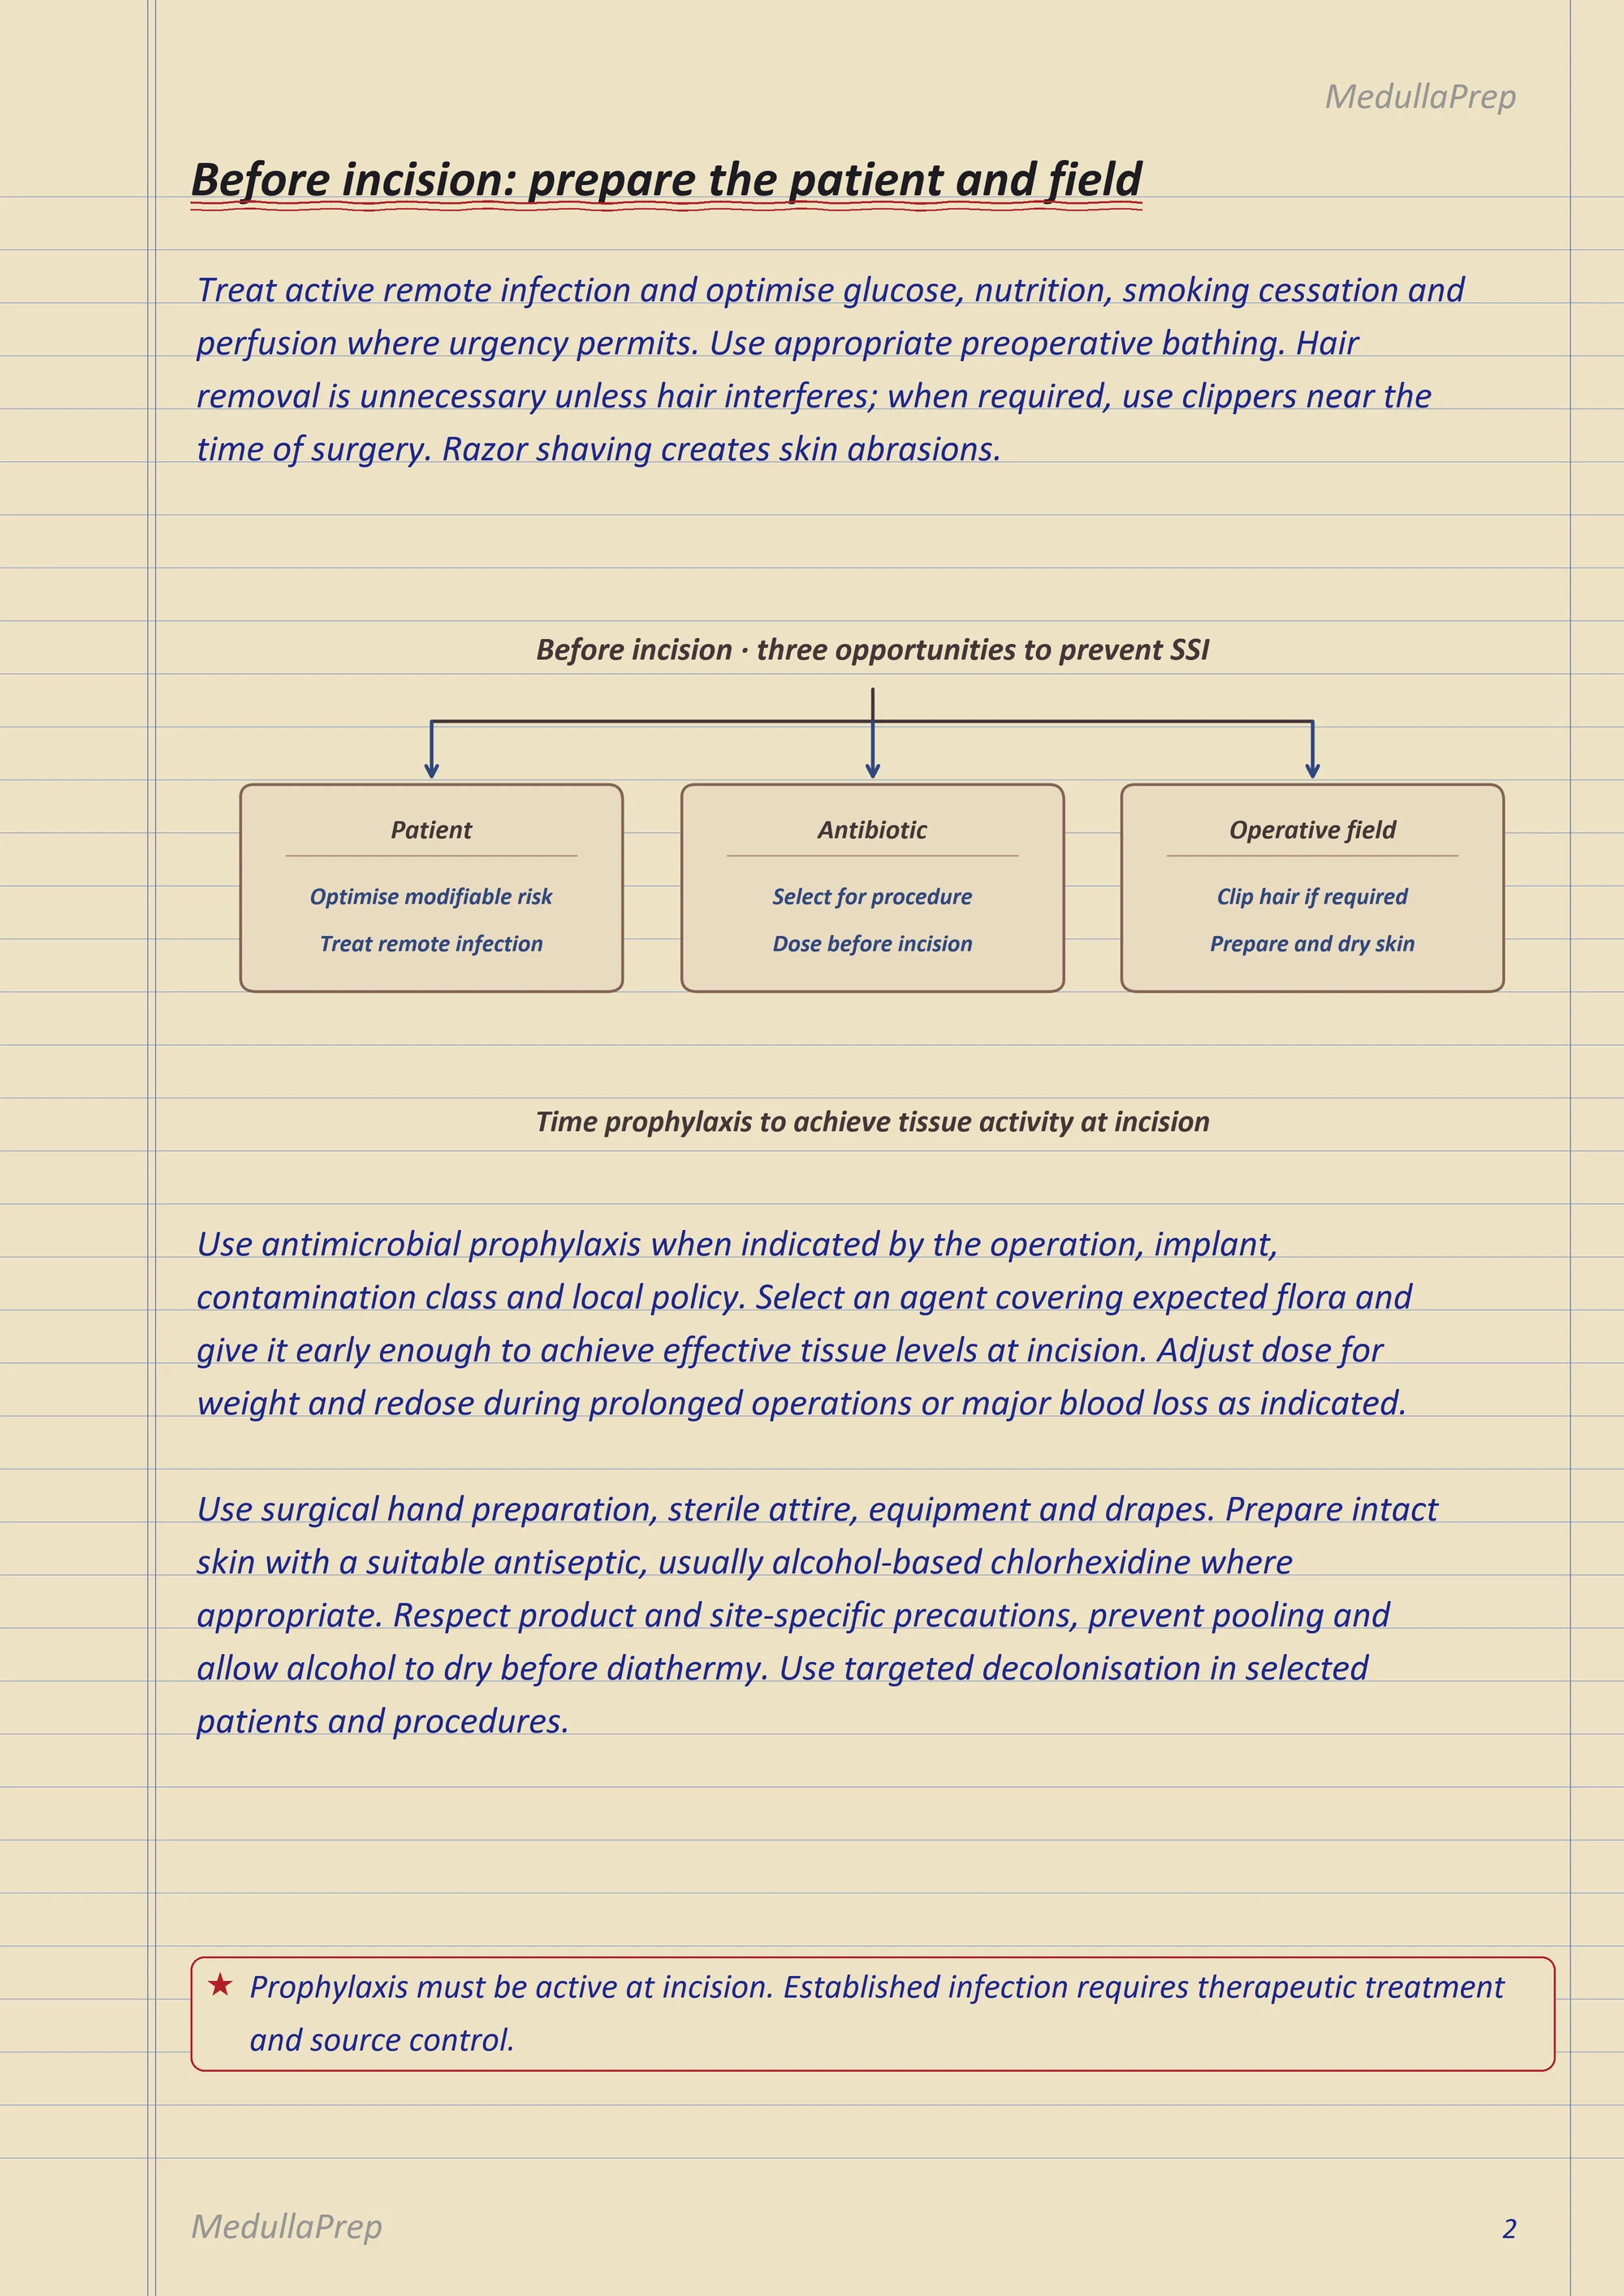 MedullaPrep
Before incision: prepare the patient and field
Treat active remote infection and optimise glucose, nutrition, smoking cessation and
perfusion where urgency permits. Use appropriate preoperative bathing. Hair
removal is unnecessary unless hair interferes; when required, use clippers near the
time of surgery. Razor shaving creates skin abrasions.
Before incision · three opportunities to prevent SSI
Patient
Optimise modifiable risk
Treat remote infection
Antibiotic
Select for procedure
Dose before incision
Operative field
Clip hair if required
Prepare and dry skin
Time prophylaxis to achieve tissue activity at incision
Use antimicrobial prophylaxis when indicated by the operation, implant,
contamination class and local policy. Select an agent covering expected flora and
give it early enough to achieve effective tissue levels at incision. Adjust dose for
weight and redose during prolonged operations or major blood loss as indicated.
Use surgical hand preparation, sterile attire, equipment and drapes. Prepare intact
skin with a suitable antiseptic, usually alcohol-based chlorhexidine where
appropriate. Respect product and site-specific precautions, prevent pooling and
allow alcohol to dry before diathermy. Use targeted decolonisation in selected
patients and procedures.
★ Prophylaxis must be active at incision. Established infection requires therapeutic treatment
and source control.
MedullaPrep
2